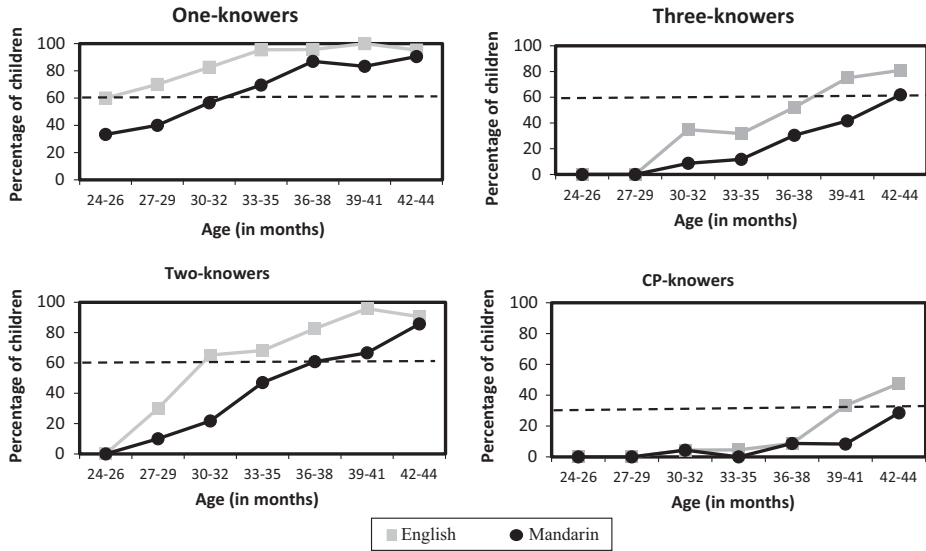 One-knowers
Percentage of children
100
80
60
40
20
0
24-26 27-29 30-32 33-35 36-38 39-41 42-44
Age (in months)
Three-knowers
Percentage of children
100
80
60
40
20
0
24-26 27-29 30-32 33-35 36-38 39-41 42-44
Age (in months)
Two-knowers
Percentage of children
100
80
60
40
20
0
24-26 27-29 30-32 33-35 36-38 39-41 42-44
Age (in months)
CP-knowers
Percentage of children
100
80
60
40
20
0
24-26 27-29 30-32 33-35 36-38 39-41 42-44
Age (in months)
English Mandarin